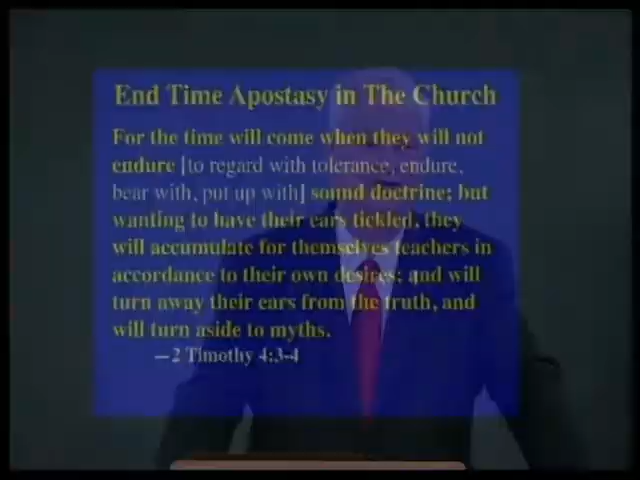 End Time Apostasy in The Church
For the time will come when they will not
endure [to regard with tolerance, endure,
bear with, put up with] sound doctrine; but
wanting to have their ears tickled, they
will accumulate for themselves teachers in
accordance to their own desires; and will
turn away their ears from the truth, and
will turn aside to myths.
—2 Timothy 4:3-4